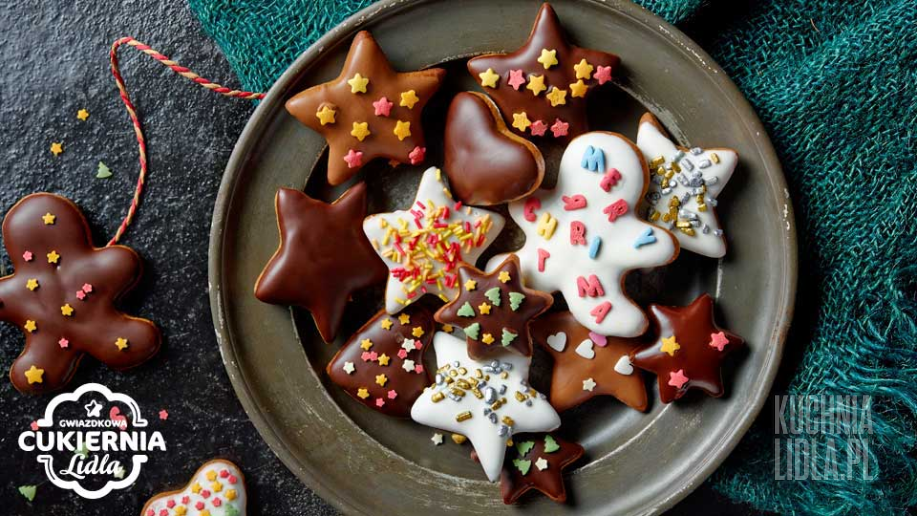 M E
R R
C H R I Y
T M
A
GWIAZDKOWA
CUKIERNIA
Lidla
KUCHNIA
LIDLA.PL